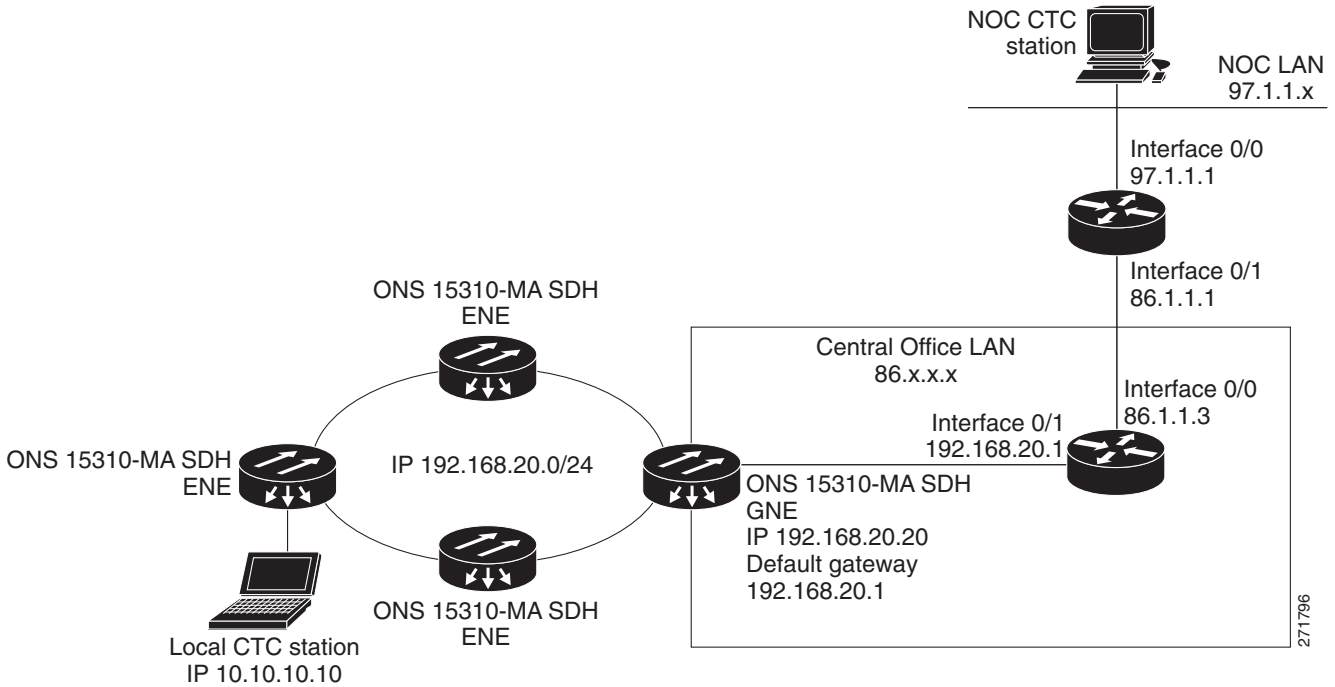 NOC CTC
station
NOC LAN
97.1.1.x
Interface 0/0
97.1.1.1
Interface 0/1
86.1.1.1
ONS 15310-MA SDH
ENE
Central Office LAN
86.x.x.x
Interface 0/0
86.1.1.3
Interface 0/1
192.168.20.1
ONS 15310-MA SDH
ENE
IP 192.168.20.0/24
ONS 15310-MA SDH
GNE
IP 192.168.20.20
Default gateway
192.168.20.1
ONS 15310-MA SDH
ENE
Local CTC station
IP 10.10.10.10
271796